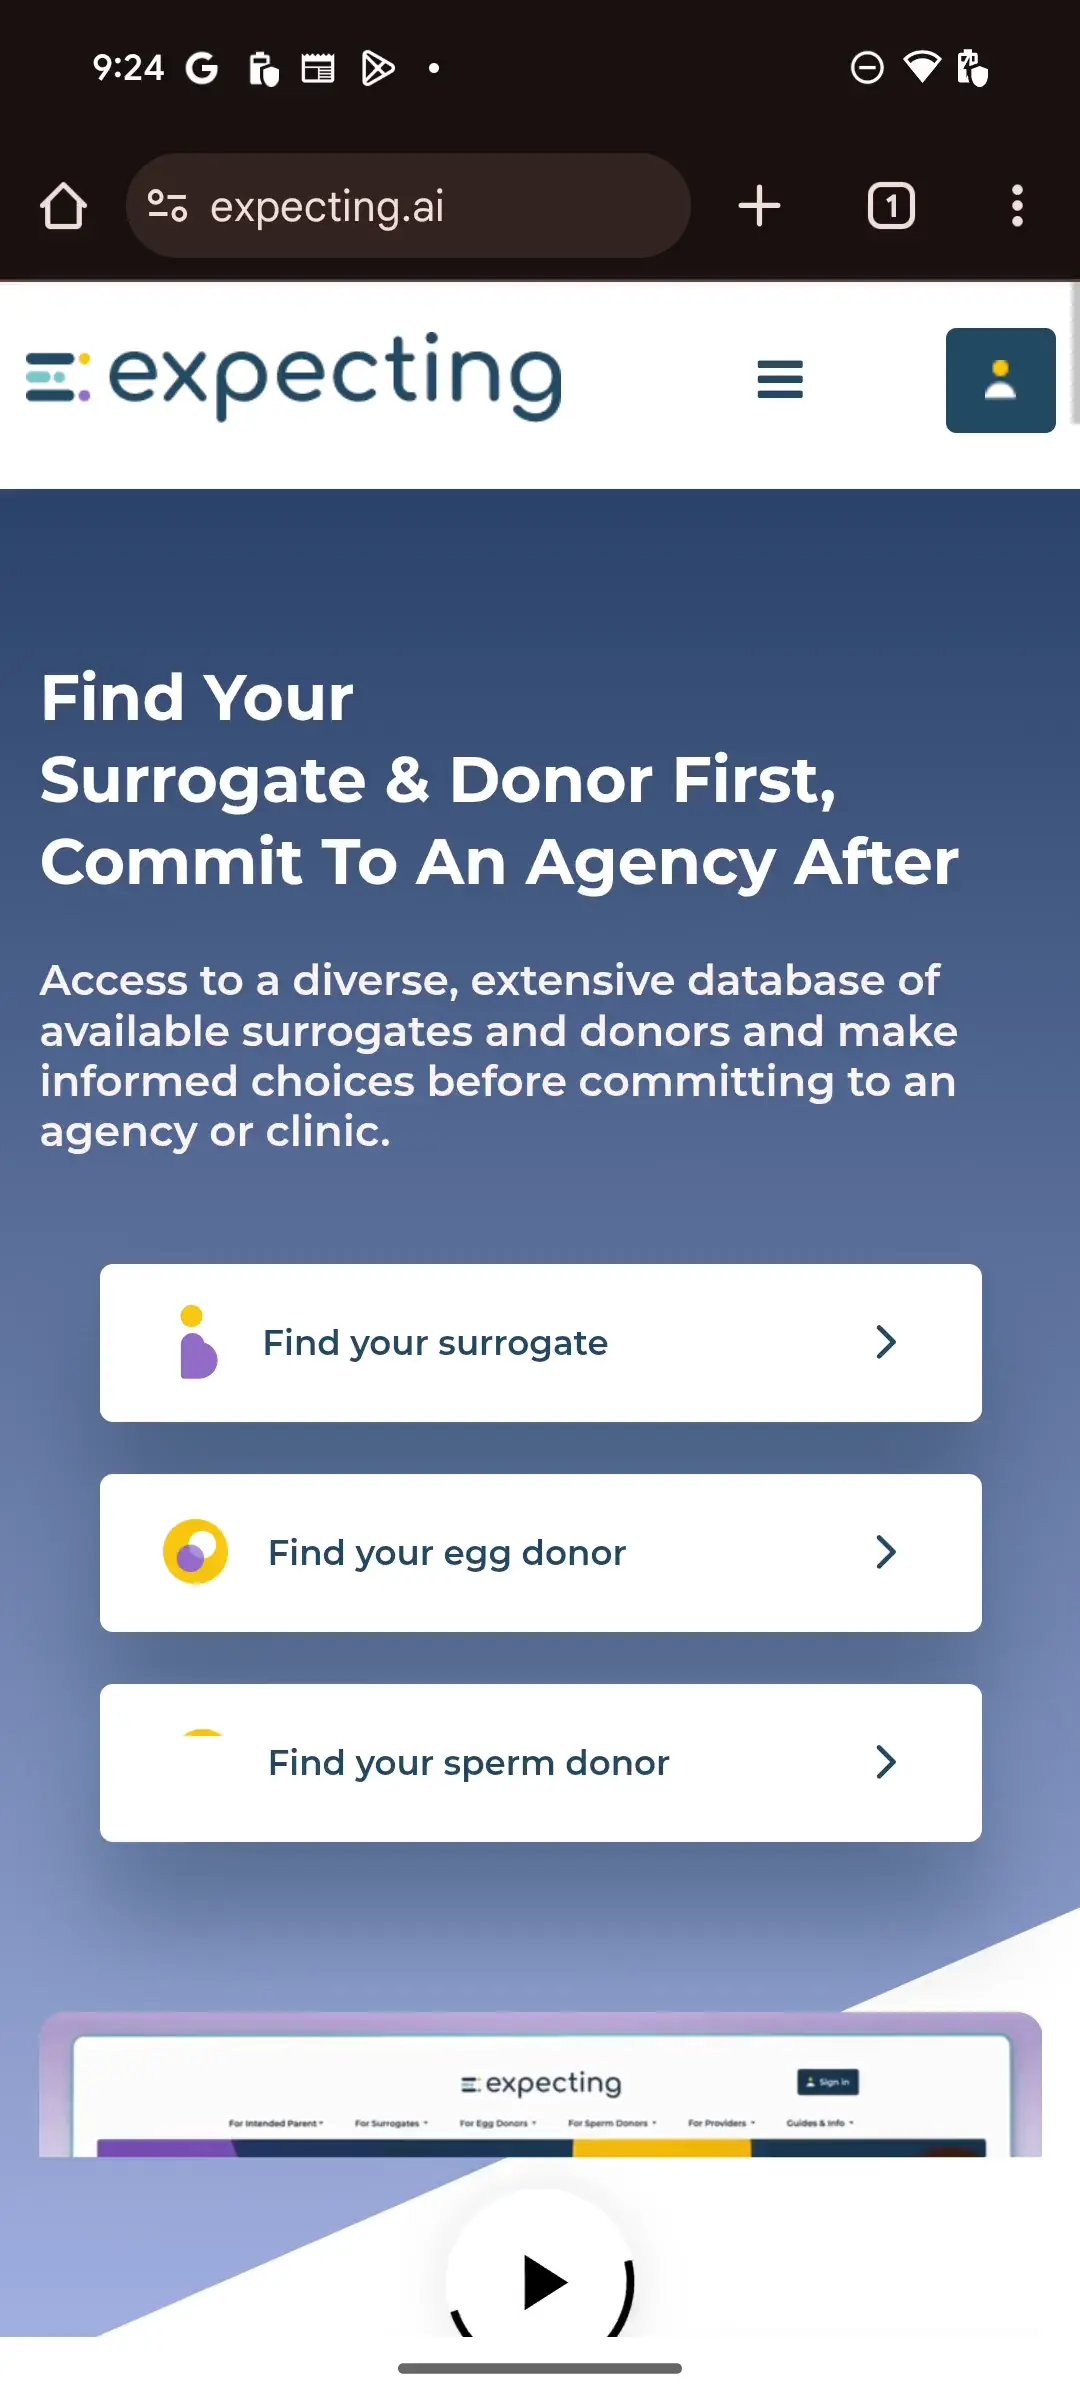 9:24
expecting.ai
1
expecting
Find Your
Surrogate & Donor First,
Commit To An Agency After
Access to a diverse, extensive database of
available surrogates and donors and make
informed choices before committing to an
agency or clinic.
Find your surrogate
Find your egg donor
Find your sperm donor
expecting
Sign in
For Intended Parent
For Surrogates
For Egg Donors
For Sperm Donors
For Providers
Guides & Info